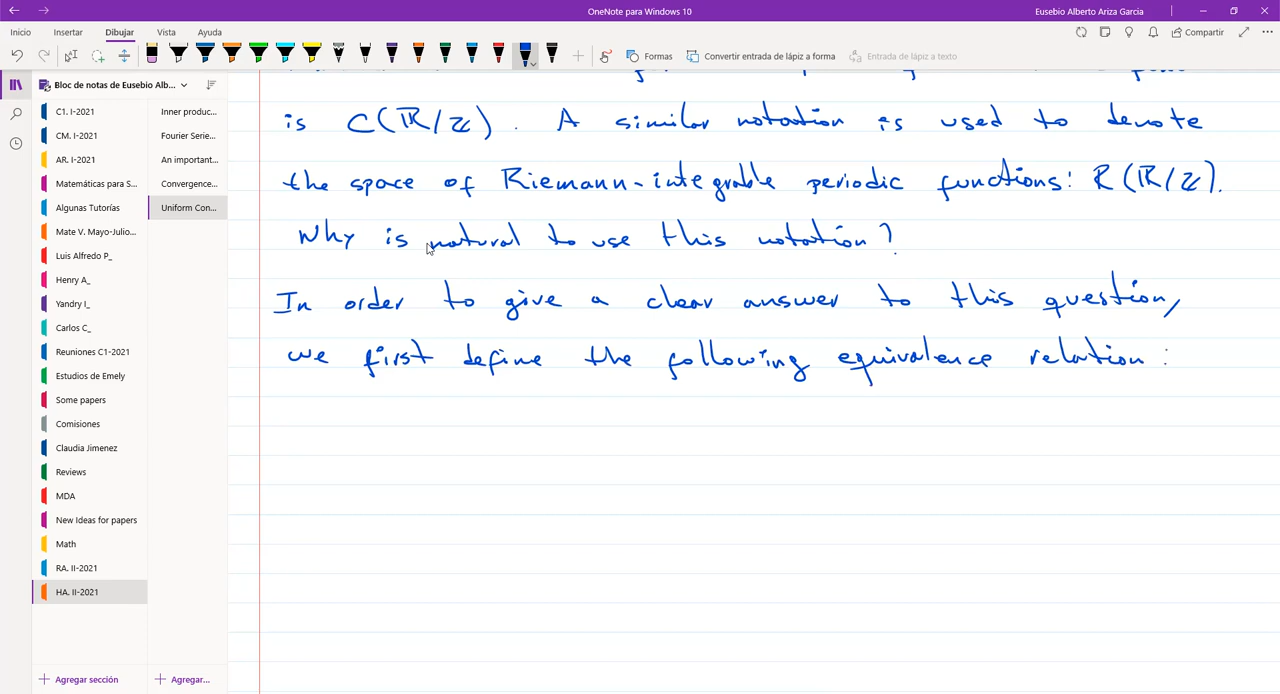 OneNote para Windows 10
Eusebio Alberto Ariza Garcia
Inicio Insertar Dibujar Vista Ayuda
Compartir
Formas Convertir entrada de lápiz a forma Entrada de lápiz a texto
Bloc de notas de Eusebio Alb...
C1. I-2021
CM. I-2021
AR. I-2021
Matemáticas para S...
Algunas Tutorías
Mate V. Mayo-Julio...
Luis Alfredo P_
Henry A_
Yandry I_
Carlos C_
Reuniones C1-2021
Estudios de Emely
Some papers
Comisiones
Claudia Jimenez
Reviews
MDA
New Ideas for papers
Math
RA. II-2021
HA. II-2021
Agregar sección
Inner produc...
Fourier Serie...
An important...
Convergence...
Uniform Con...
Agregar...
is C(ℝ/ℤ). A similar notation is used to denote
the space of Riemann-integrable periodic functions: R(ℝ/ℤ).
Why is natural to use this notation?
In order to give a clear answer to this question,
we first define the following equivalence relation: